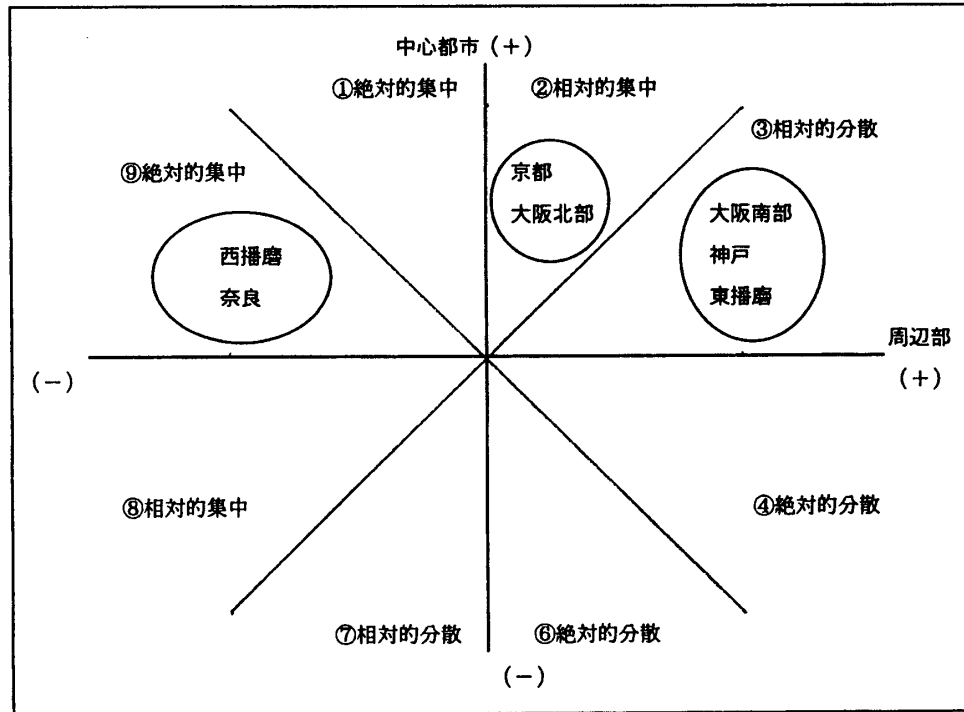 中心都市(+)
①絶対的集中
②相対的集中
③相対的分散
⑨絶対的集中
京都
大阪北部
大阪南部
神戸
東播磨
西播磨
奈良
周辺部
(−)
(+)
⑧相対的集中
④絶対的分散
⑦相対的分散
⑥絶対的分散
(−)